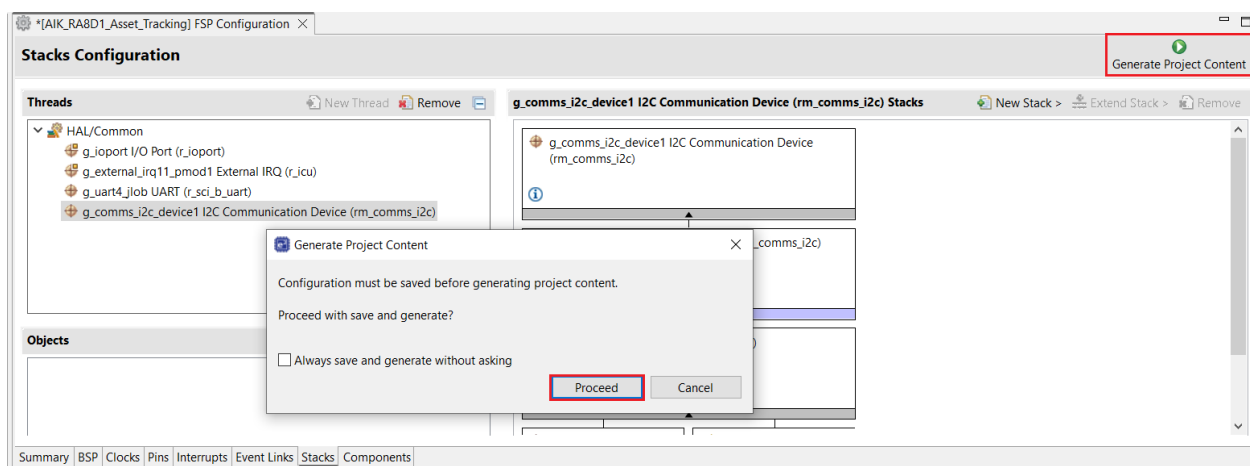 *[AIK_RA8D1_Asset_Tracking] FSP Configuration
Stacks Configuration
Generate Project Content
Threads
New Thread
Remove
HAL/Common
g_ioport I/O Port (r_ioport)
g_external_irq11_pmod1 External IRQ (r_icu)
g_uart4_jlob UART (r_sci_b_uart)
g_comms_i2c_device1 I2C Communication Device (rm_comms_i2c)
g_comms_i2c_device1 I2C Communication Device (rm_comms_i2c) Stacks
New Stack >
Extend Stack >
Remove
g_comms_i2c_device1 I2C Communication Device
(rm_comms_i2c)
_comms_i2c)
Generate Project Content
Configuration must be saved before generating project content.
Proceed with save and generate?
Always save and generate without asking
Proceed
Cancel
Objects
Summary BSP Clocks Pins Interrupts Event Links Stacks Components